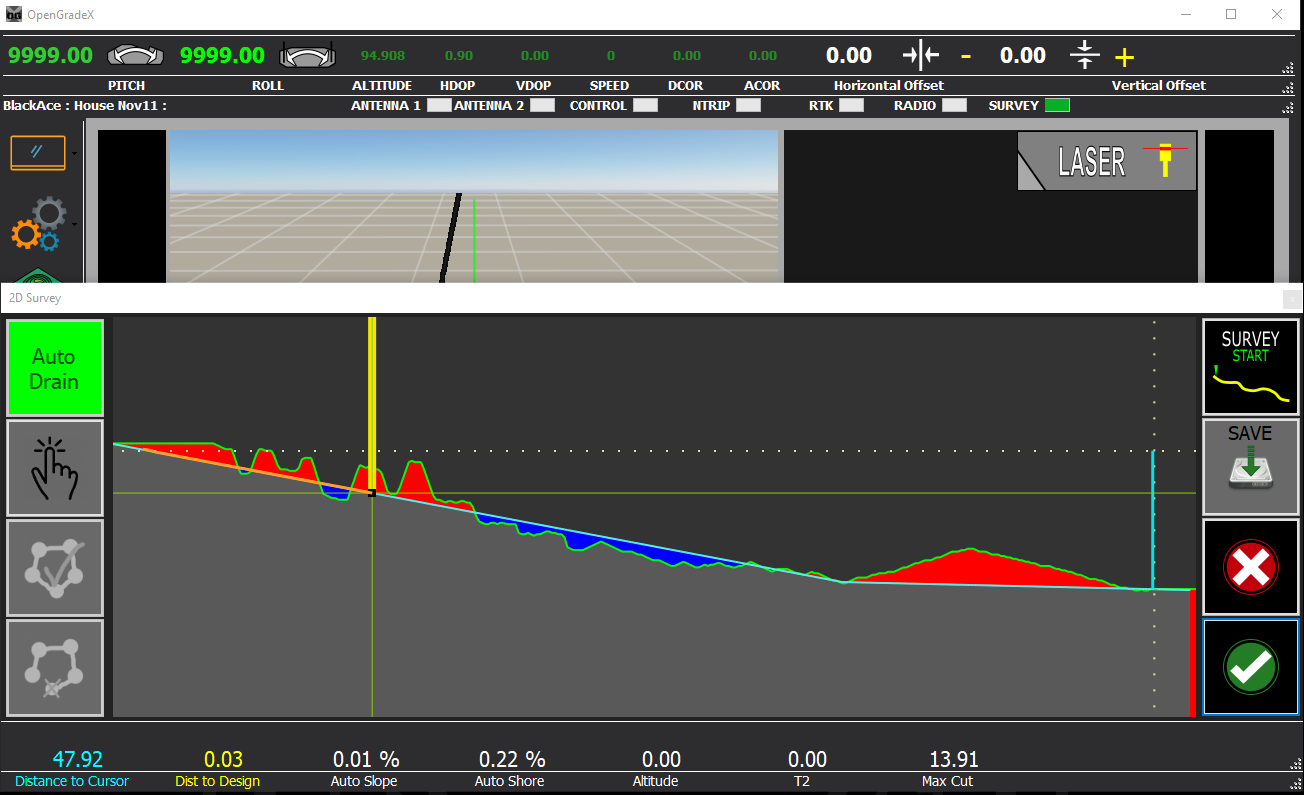 OpenGradeX
9999.00 9999.00 94.908 0.90 0.00 0 0.00 0.00 0.00 - 0.00 +
PITCH ROLL ALTITUDE HDOP VDOP SPEED DCOR ACOR Horizontal Offset Vertical Offset
BlackAce : House Nov11 : ANTENNA 1 ANTENNA 2 CONTROL NTRIP RTK RADIO SURVEY
LASER
2D Survey
Auto
Drain
SURVEY
START
SAVE
47.92 0.03 0.01 % 0.22 % 0.00 0.00 13.91
Distance to Cursor Dist to Design Auto Slope Auto Shore Altitude T2 Max Cut